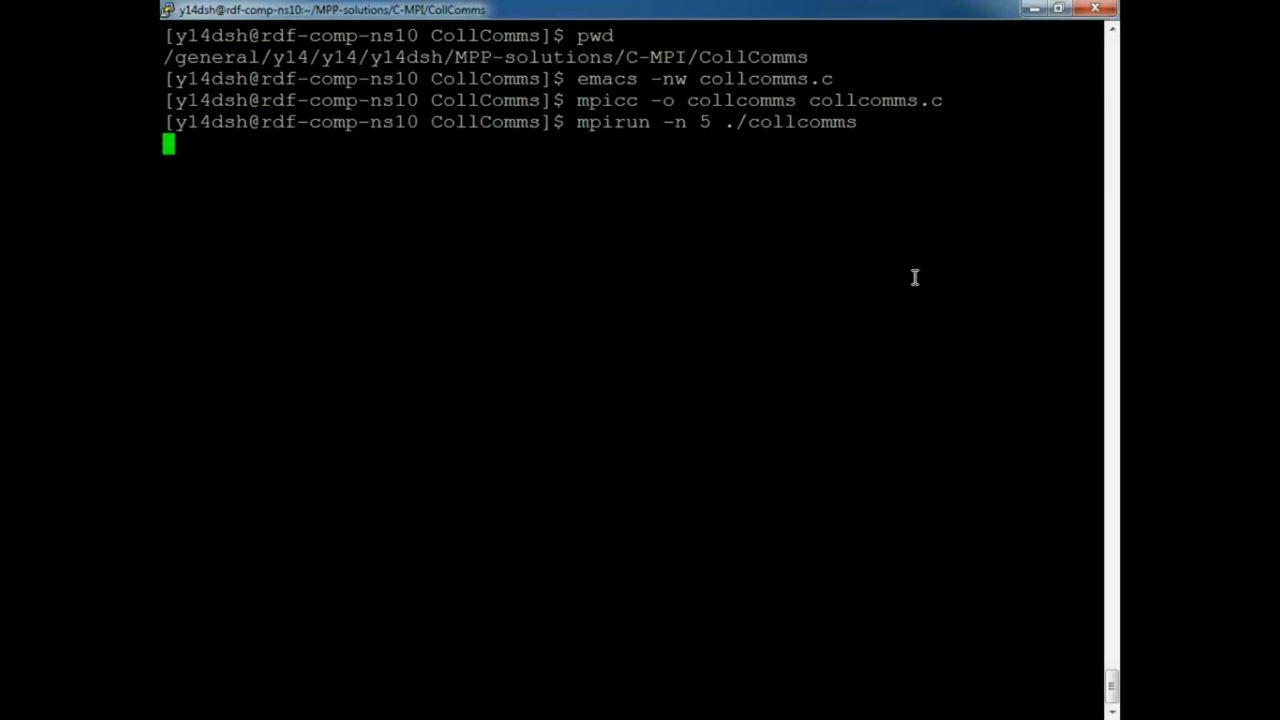 y14dsh@rdf-comp-ns10:~/MPP-solutions/C-MPI/CollComms
[y14dsh@rdf-comp-ns10 CollComms]$ pwd
/general/y14/y14/y14dsh/MPP-solutions/C-MPI/CollComms
[y14dsh@rdf-comp-ns10 CollComms]$ emacs -nw collcomms.c
[y14dsh@rdf-comp-ns10 CollComms]$ mpicc -o collcomms collcomms.c
[y14dsh@rdf-comp-ns10 CollComms]$ mpirun -n 5 ./collcomms